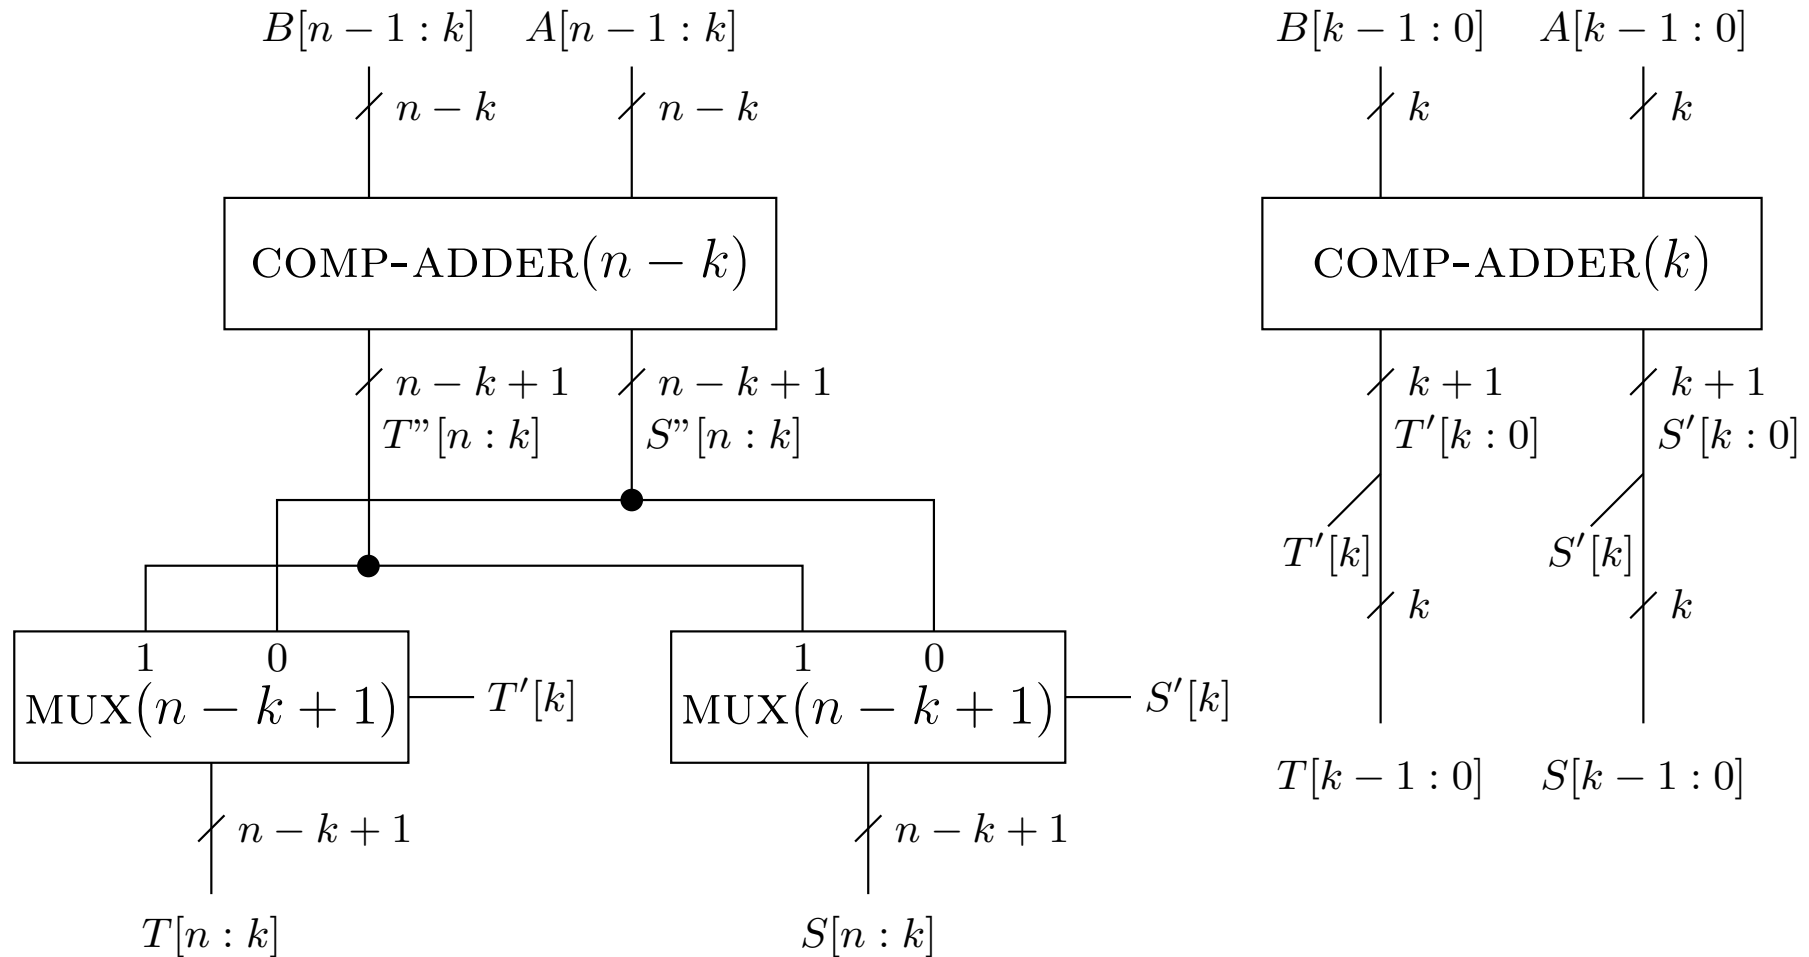 B[n − 1 : k] A[n − 1 : k] B[k − 1 : 0] A[k − 1 : 0]
n − k n − k k k
COMP-ADDER(n − k) COMP-ADDER(k)
n − k + 1 n − k + 1 k + 1 k + 1
T”[n : k] S”[n : k] T′[k : 0] S′[k : 0]
T′[k] S′[k]
k k
1 0 1 0
MUX(n − k + 1) T′[k] MUX(n − k + 1) S′[k]
T[k − 1 : 0] S[k − 1 : 0]
n − k + 1 n − k + 1
T[n : k] S[n : k]